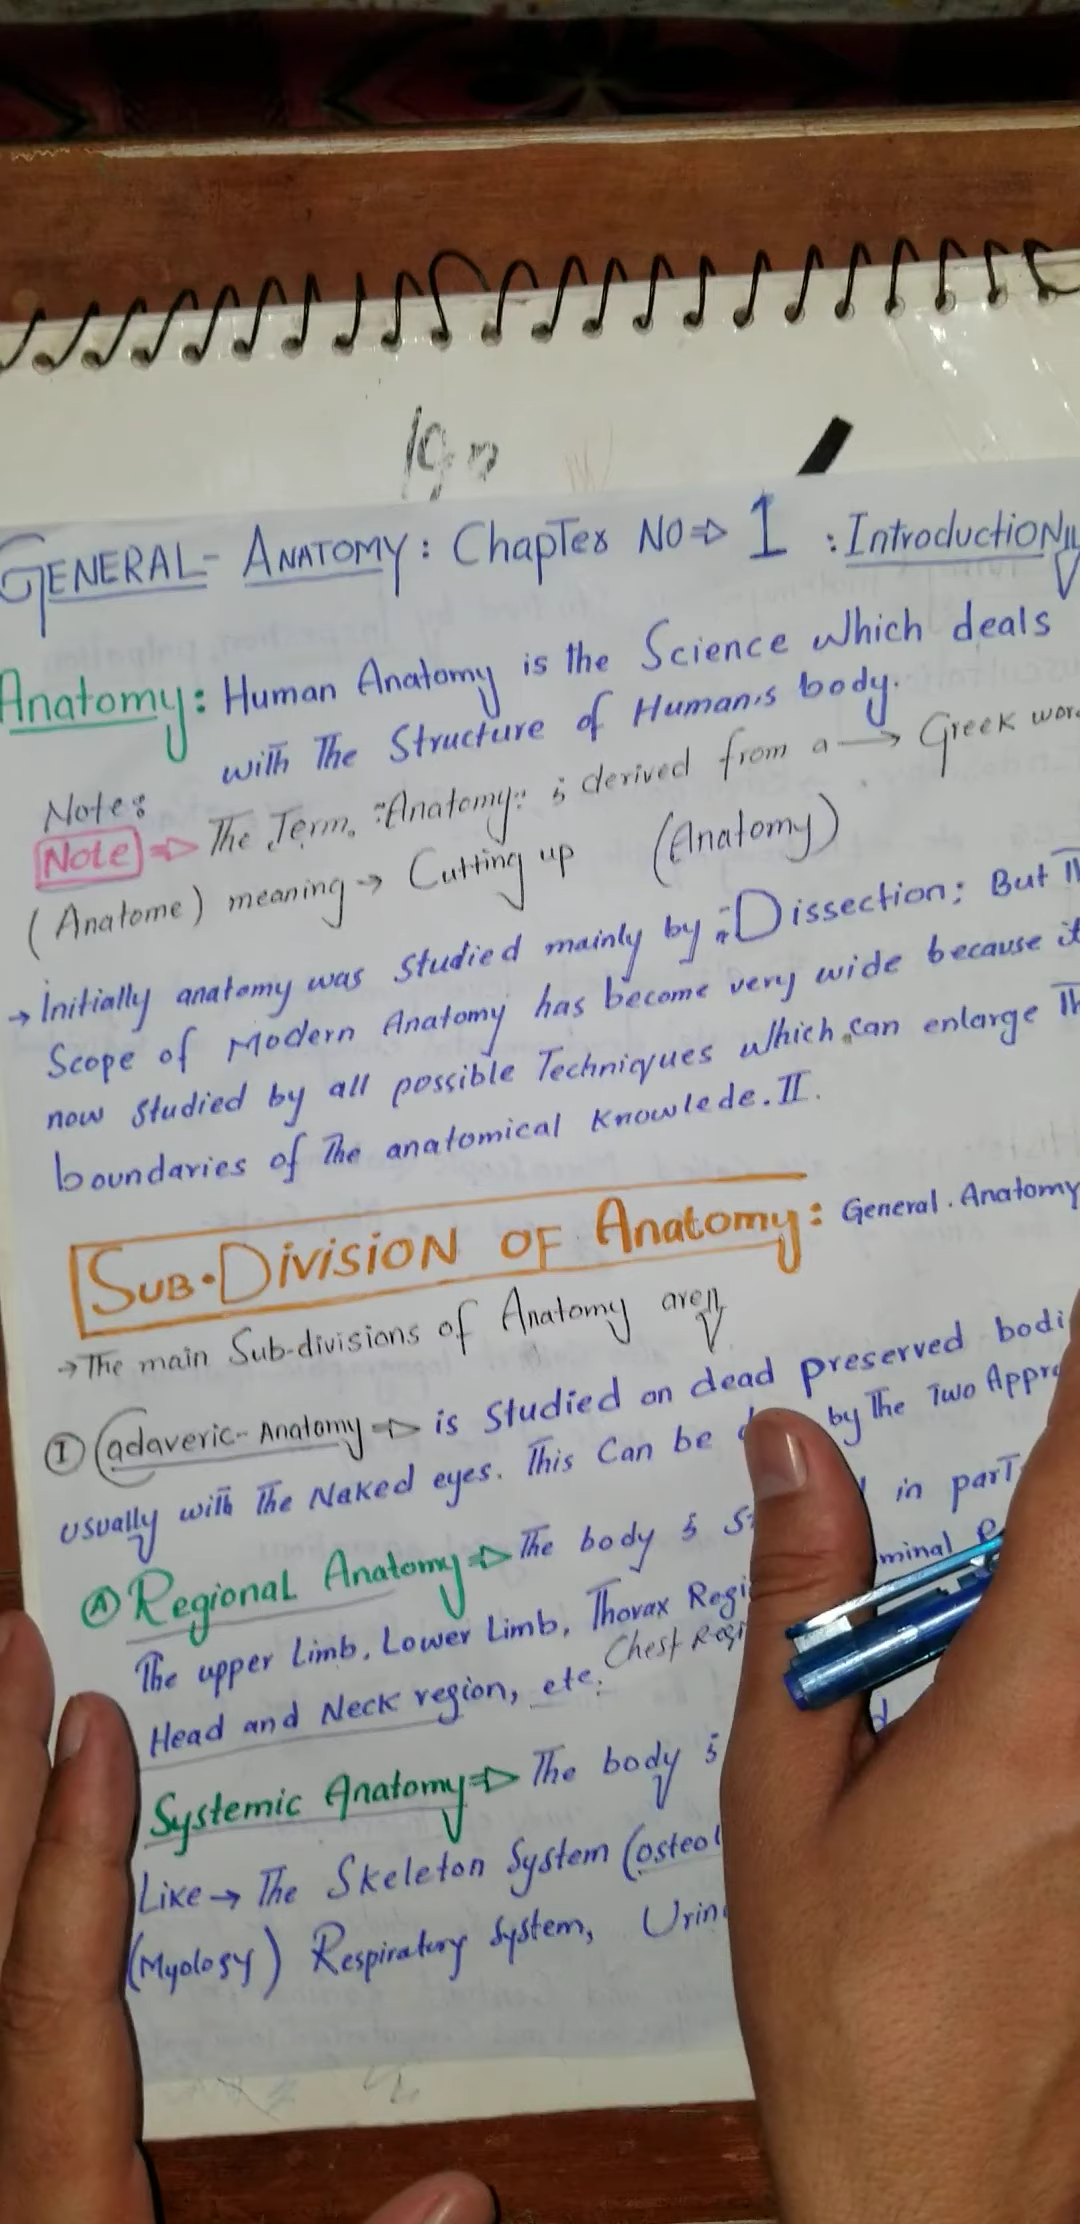 GENERAL- ANATOMY: Chapter NO⇒ 1 : Introduction
Anatomy: Human Anatomy is the Science which deals
with The Structure of Human's body.
Note:
Note ⇒ The Term, "Anatomy" is derived from a → Greek
(Anatome) meaning → Cutting up (Anatomy)
→ Initially anatomy was studied mainly by Dissection; But
Scope of Modern Anatomy has become very wide because it
now studied by all possible Techniques which can enlarge
boundaries of The anatomical Knowlede.II.
SUB-DIVISION OF Anatomy: General. Anatomy
→ The main Sub-divisions of Anatomy are
I Cadaveric- Anatomy ⇒ is Studied on dead preserved
usually with The Naked eyes. This Can be by The Two
A Regional Anatomy ⇒ The body is in
The upper Limb, Lower Limb, Thorax
Chest
Head and Neck region, etc.
Systemic Anatomy ⇒ The body is
Like → The Skeleton System
(Myology) Respiratory System,